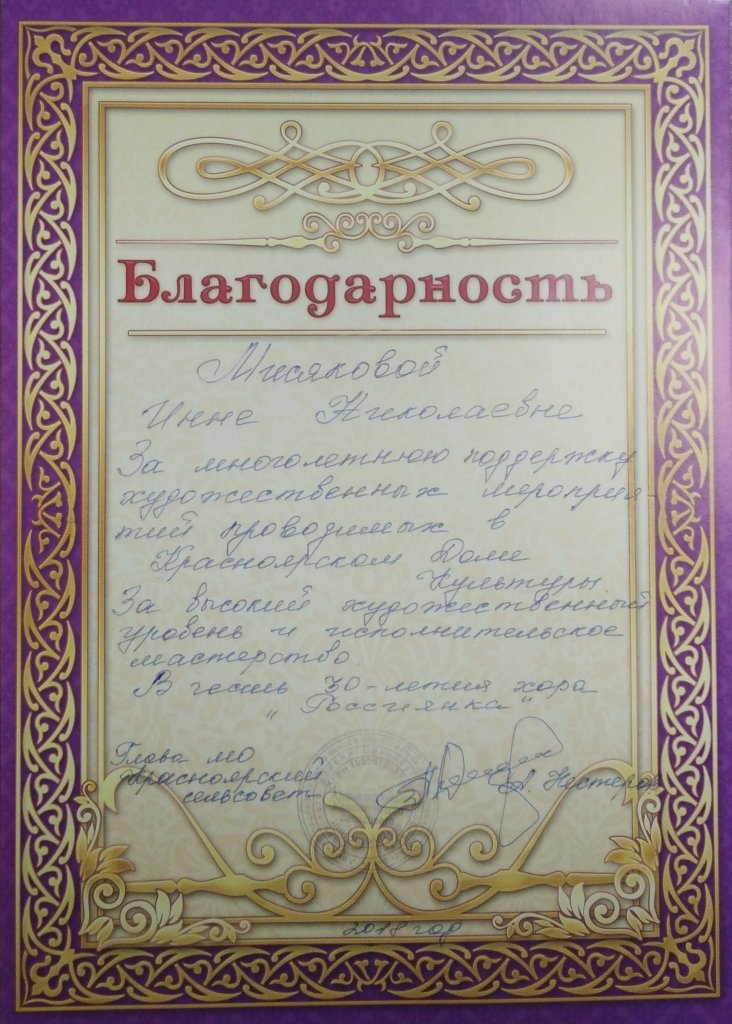 Благодарность
Мисяковой
Инне Николаевне
За многолетнюю поддержку
художественных мероприя-
тий проводимых в
Красноярском Доме
Культуры.
За высокий художественный
уровень и исполнительское
мастерство.
В честь 30-летия хора
„Россиянка"
Глава МО
Красноярский
сельсовет
А. Нестеров
2018 год